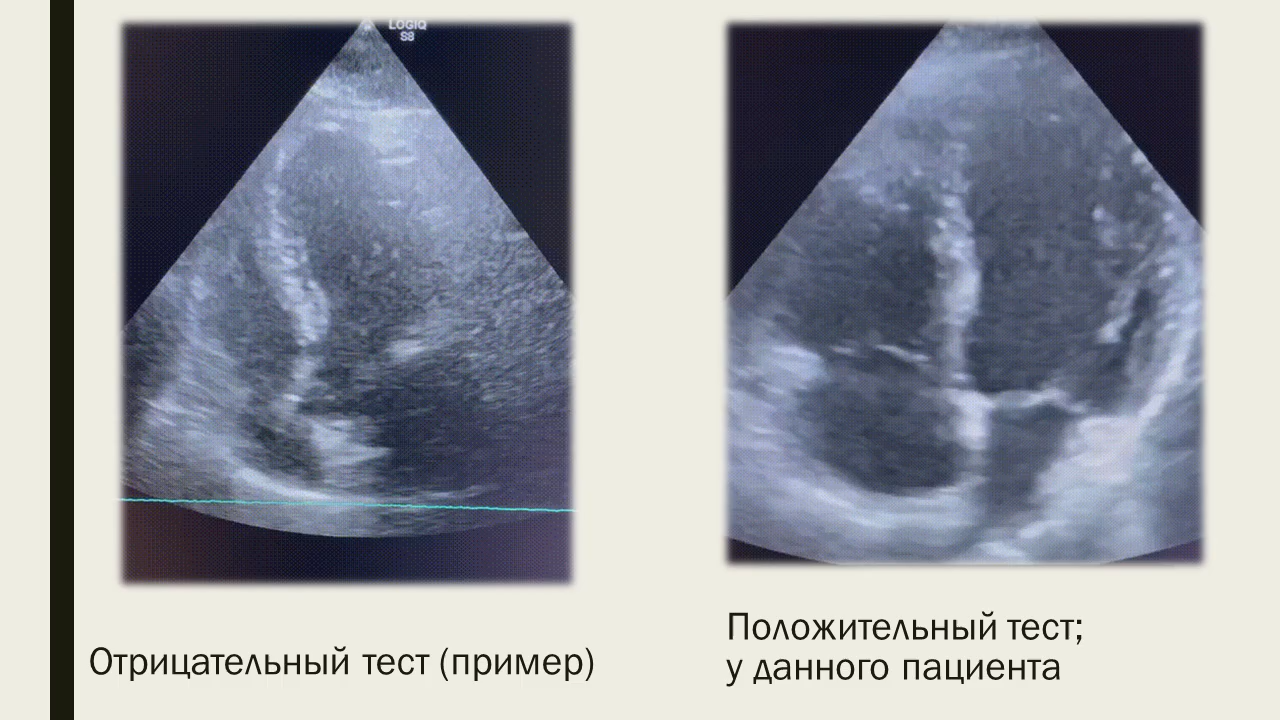 LOGIQ
S8
Отрицательный тест (пример)
Положительный тест;
у данного пациента